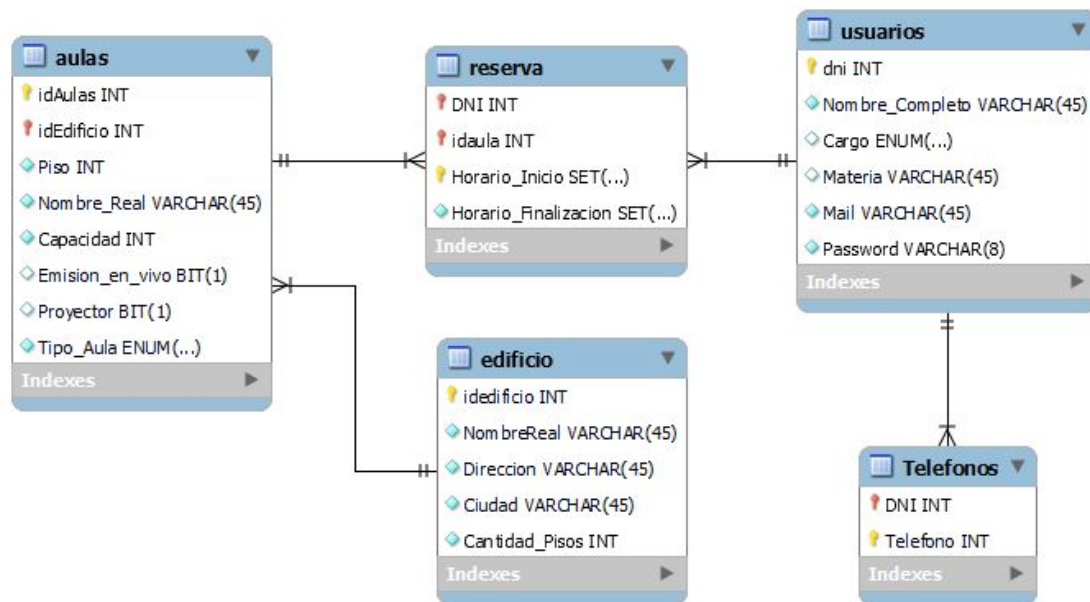 aulas
idAulas INT
idEdificio INT
Piso INT
Nombre_Real VARCHAR(45)
Capacidad INT
Emision_en_vivo BIT(1)
Proyector BIT(1)
Tipo_Aula ENUM(...)
Indexes
reserva
DNI INT
idaula INT
Horario_Inicio SET(...)
Horario_Finalizacion SET(...)
Indexes
usuarios
dni INT
Nombre_Completo VARCHAR(45)
Cargo ENUM(...)
Materia VARCHAR(45)
Mail VARCHAR(45)
Password VARCHAR(8)
Indexes
edificio
idedificio INT
NombreReal VARCHAR(45)
Direccion VARCHAR(45)
Ciudad VARCHAR(45)
Cantidad_Pisos INT
Indexes
Telefonos
DNI INT
Telefono INT
Indexes